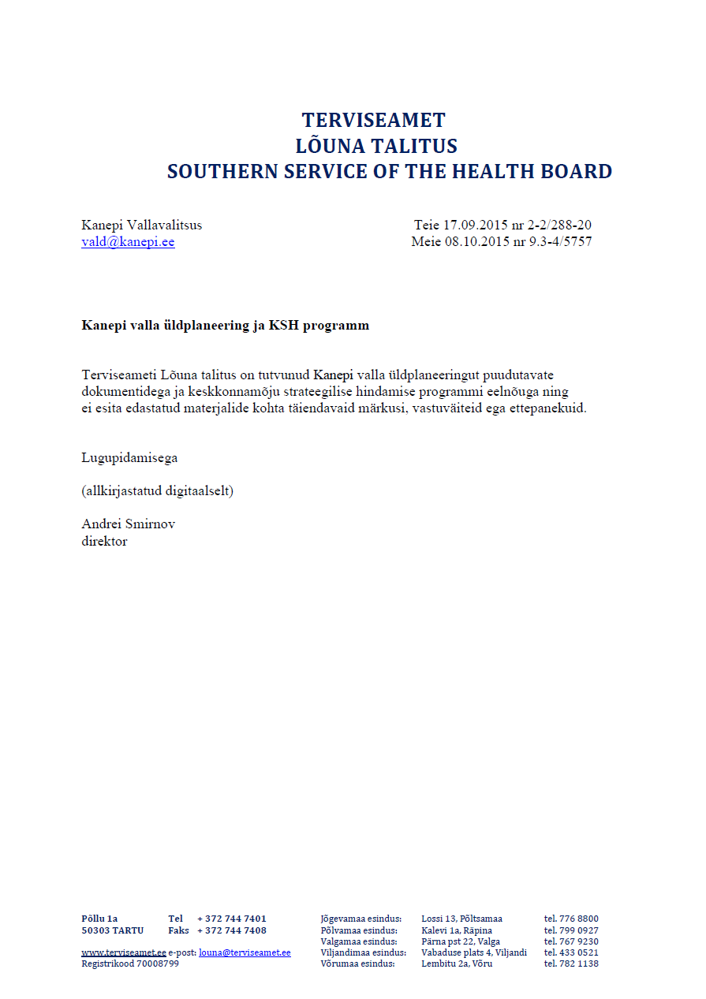 TERVISEAMET
LÕUNA TALITUS
SOUTHERN SERVICE OF THE HEALTH BOARD
Kanepi Vallavalitsus Teie 17.09.2015 nr 2-2/288-20
vald@kanepi.ee Meie 08.10.2015 nr 9.3-4/5757
Kanepi valla üldplaneering ja KSH programm
Terviseameti Lõuna talitus on tutvunud Kanepi valla üldplaneeringut puudutavate
dokumentidega ja keskkonnamõju strateegilise hindamise programmi eelnõuga ning
ei esita edastatud materjalide kohta täiendavaid märkusi, vastuväiteid ega ettepanekuid.
Lugupidamisega
(allkirjastatud digitaalselt)
Andrei Smirnov
direktor
Põllu 1a Tel + 372 744 7401 Jõgevamaa esindus: Lossi 13, Põltsamaa tel. 776 8800
50303 TARTU Faks + 372 744 7408 Põlvamaa esindus: Kalevi 1a, Räpina tel. 799 0927
Valgamaa esindus: Pärna pst 22, Valga tel. 767 9230
www.terviseamet.ee e-post: louna@terviseamet.ee Viljandimaa esindus: Vabaduse plats 4, Viljandi tel. 433 0521
Registrikood 70008799 Võrumaa esindus: Lembitu 2a, Võru tel. 782 1138